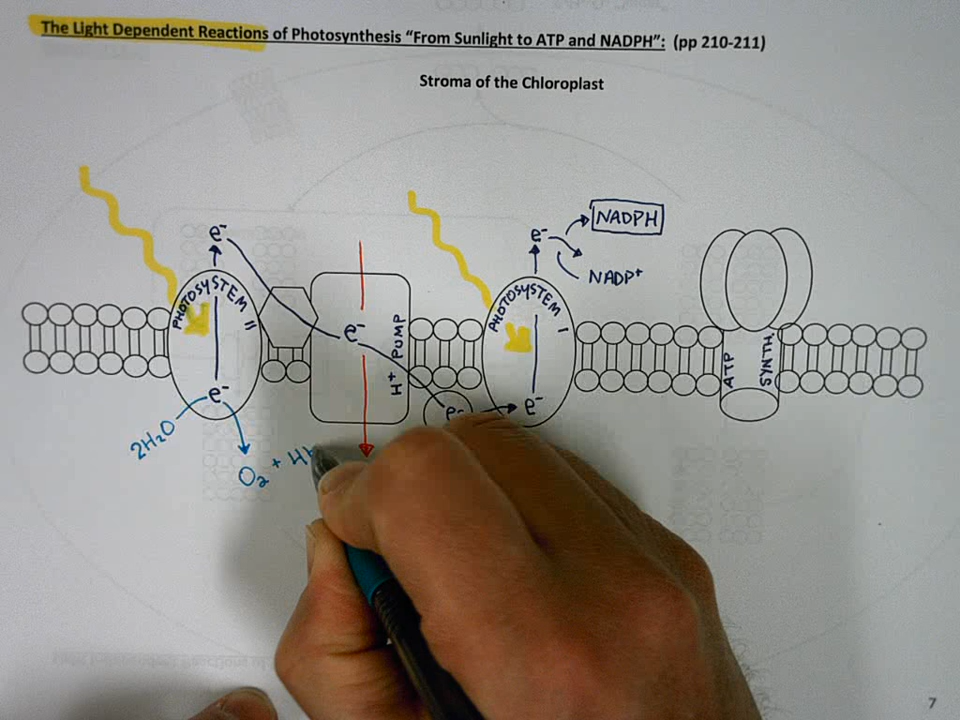 The Light Dependent Reactions of Photosynthesis “From Sunlight to ATP and NADPH”: (pp 210-211)
Stroma of the Chloroplast
NADPH
e⁻
e⁻
NADP⁺
PHOTOSYSTEM II
PHOTOSYSTEM I
e⁻
H⁺ PUMP
ATP SYNTH.
e⁻
e⁻
e⁻
2H₂O
O₂ + 4H
7